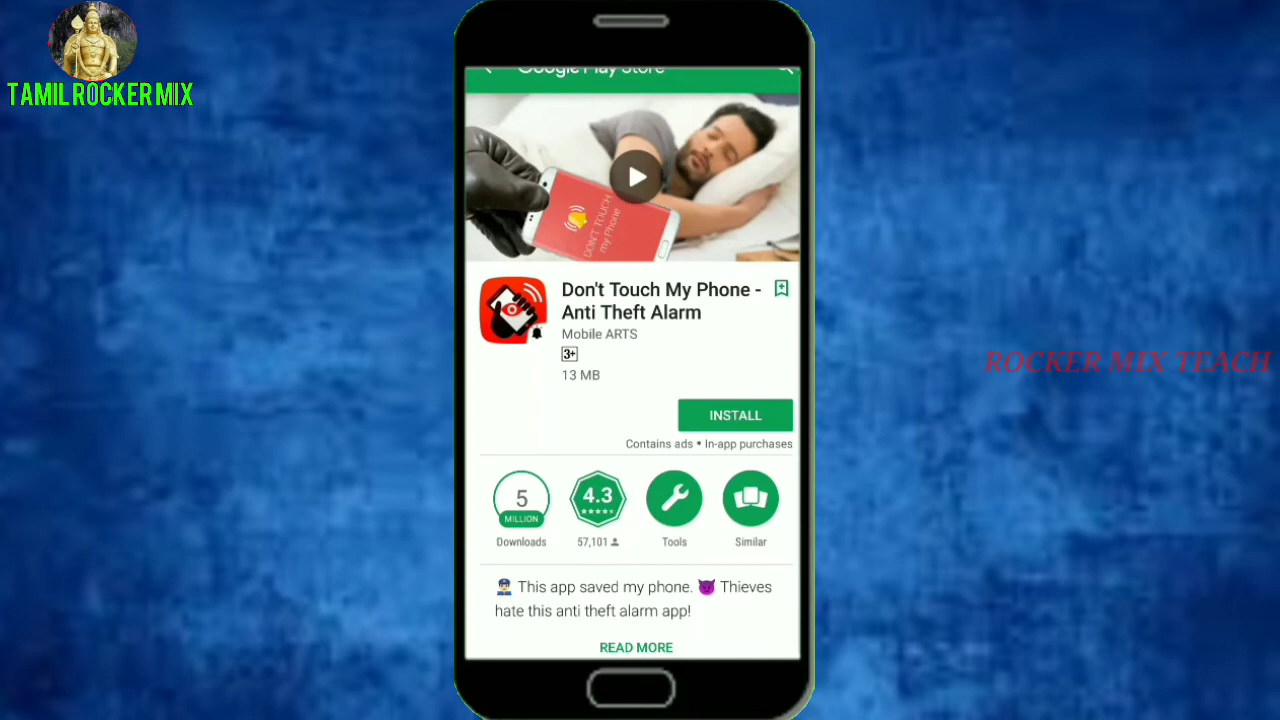 TAMIL ROCKER MIX
Google Play Store
DON'T TOUCH
my Phone
Don't Touch My Phone -
Anti Theft Alarm
Mobile ARTS
3+
13 MB
INSTALL
Contains ads • In-app purchases
5
MILLION
Downloads
4.3
57,101
Tools
Similar
This app saved my phone. 😈 Thieves
hate this anti theft alarm app!
READ MORE
ROCKER MIX TEACH